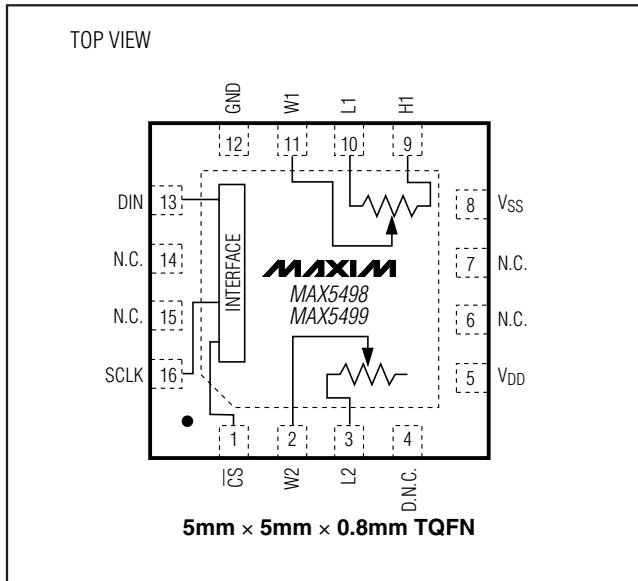 TOP VIEW
GND
W1
L1
H1
12
11
10
9
DIN
13
8
VSS
N.C.
14
7
N.C.
INTERFACE
MAXIM
MAX5498
MAX5499
N.C.
15
6
N.C.
SCLK
16
5
VDD
1
2
3
4
C̅S̅
W2
L2
D.N.C.
5mm × 5mm × 0.8mm TQFN